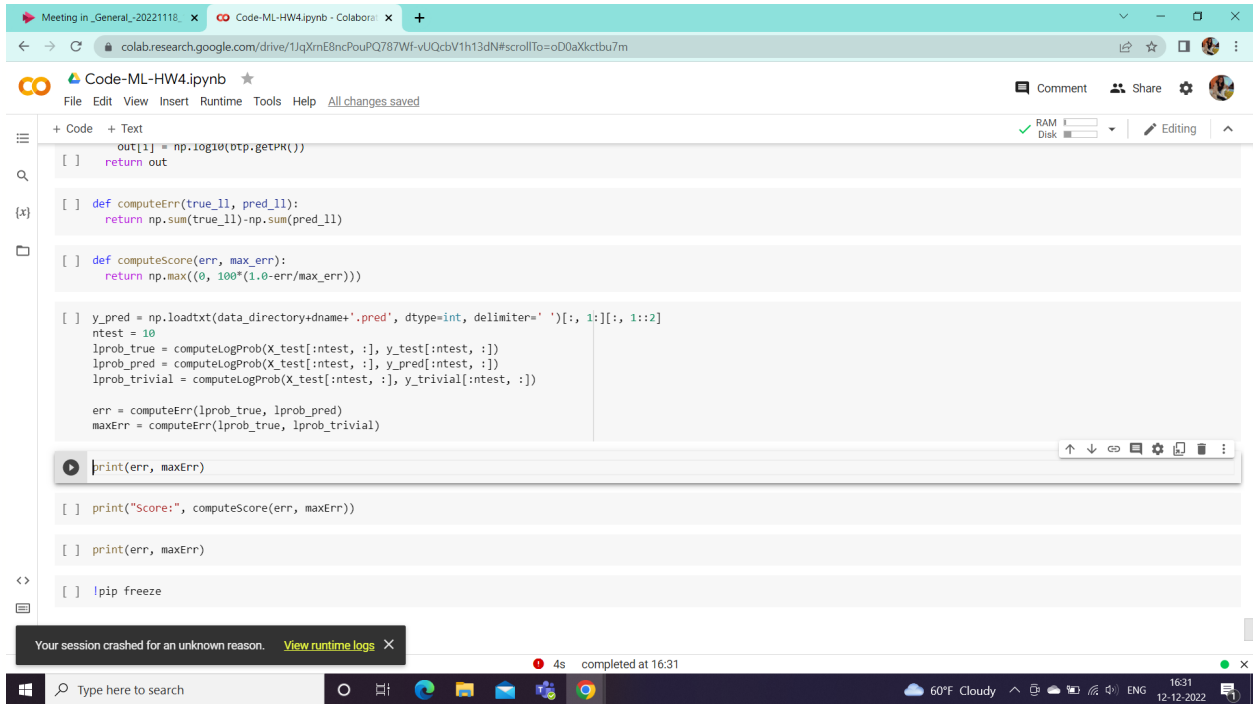 Meeting in _General_-20221118_
Code-ML-HW4.ipynb - Colabora
colab.research.google.com/drive/1JqXrnE8ncPouPQ787Wf-vUQcbV1h13dN#scrollTo=oD0aXkctbu7m
Code-ML-HW4.ipynb
Comment
Share
File Edit View Insert Runtime Tools Help All changes saved
+ Code + Text
RAM
Disk
Editing
out[i] = np.log10(btp.getPR())
[ ] return out
[ ] def computeErr(true_ll, pred_ll):
return np.sum(true_ll)-np.sum(pred_ll)
{x}
[ ] def computeScore(err, max_err):
return np.max((0, 100*(1.0-err/max_err)))
[ ] y_pred = np.loadtxt(data_directory+dname+'.pred', dtype=int, delimiter=' ')[:, 1:][:, 1::2]
ntest = 10
lprob_true = computeLogProb(X_test[:ntest, :], y_test[:ntest, :])
lprob_pred = computeLogProb(X_test[:ntest, :], y_pred[:ntest, :])
lprob_trivial = computeLogProb(X_test[:ntest, :], y_trivial[:ntest, :])
err = computeErr(lprob_true, lprob_pred)
maxErr = computeErr(lprob_true, lprob_trivial)
print(err, maxErr)
[ ] print("Score:", computeScore(err, maxErr))
[ ] print(err, maxErr)
[ ] !pip freeze
Your session crashed for an unknown reason. View runtime logs
4s completed at 16:31
Type here to search
60°F Cloudy
ENG
16:31
12-12-2022
1